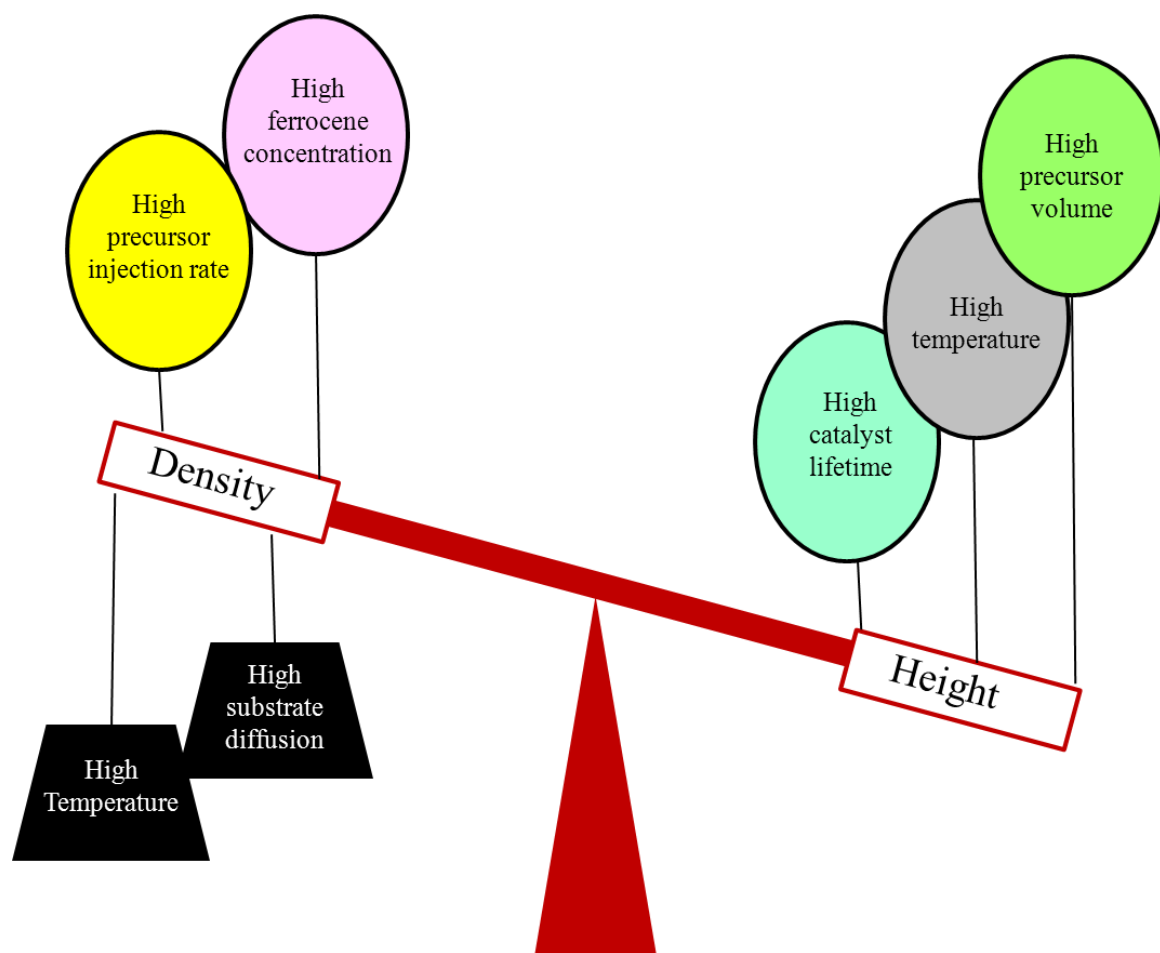 High
ferrocene
concentration
High
precursor
injection rate
High
precursor
volume
High
temperature
High
catalyst
lifetime
Density
Height
High
substrate
diffusion
High
Temperature